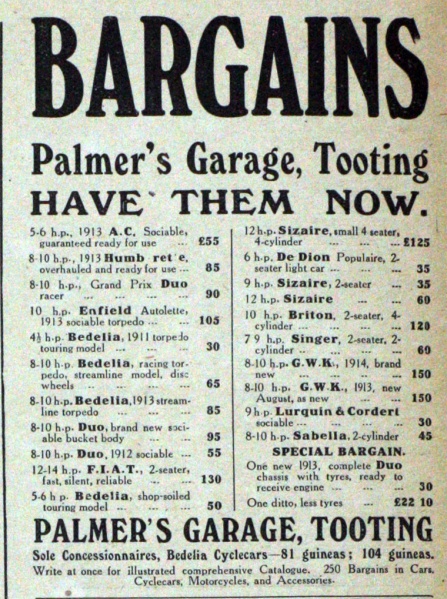 BARGAINS
Palmer's Garage, Tooting
HAVE THEM NOW.
5-6 h.p., 1913 A.C. Sociable,
guaranteed ready for use ... £55
8-10 h.p., 1913 Humb ret e,
overhauled and ready for use ... 85
8-10 h.p., Grand Prix Duo
racer ... ... ... 90
10 h.p. Enfield Autolette,
1913 sociable torpedo ... ... 105
4½ h.p. Bedelia, 1911 torpedo
touring model ... ... ... 30
8-10 h.p. Bedelia, racing tor-
pedo, streamline model, disc
wheels ... ... ... ... 65
8-10 h.p. Bedelia, 1913 stream-
line torpedo ... ... ... 85
8-10 h.p. Duo, brand new soci-
able bucket body ... ... 95
8-10 h.p. Duo, 1912 sociable ... 55
12-14 h.p. F.I.A.T., 2-seater,
fast, silent, reliable ... ... 130
5-6 h p Bedelia, shop-soiled
touring model ... ... ... 50
12 h.p. Sizaire, small 4 seater,
4-cylinder ... ... ... £125
6 h.p. De Dion Populaire, 2-
seater light car ... ... ... 35
9 h.p. Sizaire, 2-seater ... 35
12 h.p. Sizaire ... ... 60
10 h.p. Briton, 2-seater, 4-
cylinder ... ... ... ... 120
7 9 h.p. Singer, 2-seater, 2-
cylinder ... ... ... ... 60
8-10 h.p. G.W.K., 1914, brand
new ... ... ... ... 150
8-10 h.p. G.W.K., 1913, new
August, as new ... ... 150
9 h.p. Lurquin & Cordert
sociable ... ... ... ... 30
8-10 h.p. Sabella, 2-cylinder 45
SPECIAL BARGAIN.
One new 1913, complete Duo
chassis with tyres, ready to
receive engine ... ... ... 30
One ditto, less tyres ... £22 10
PALMER'S GARAGE, TOOTING
Sole Concessionnaires, Bedelia Cyclecars—81 guineas; 104 guineas.
Write at once for illustrated comprehensive Catalogue. 250 Bargains in Cars,
Cyclecars, Motorcycles, and Accessories.